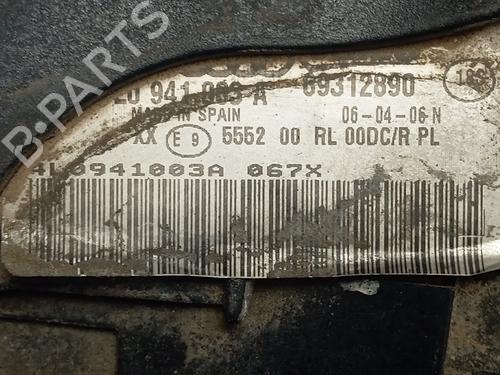 941 003 A 89312890 185
MADE IN SPAIN 06-04-06-N
XX E 9 5552 00 RL 00DC/R PL
4L0941003A 067X
B-PARTS